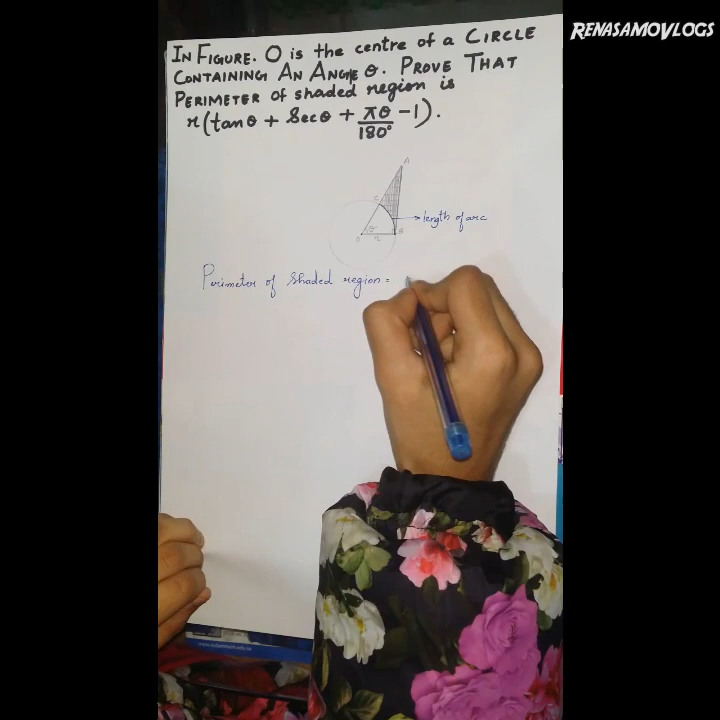 RENASAMOVLOGS
IN FIGURE. O is the centre of a CIRCLE
CONTAINING AN ANGLE θ. PROVE THAT
PERIMETER of shaded region is
r(tanθ + Secθ + πθ/180° -1).
A
C
length of arc
θ
O
r
B
Perimeter of Shaded region =